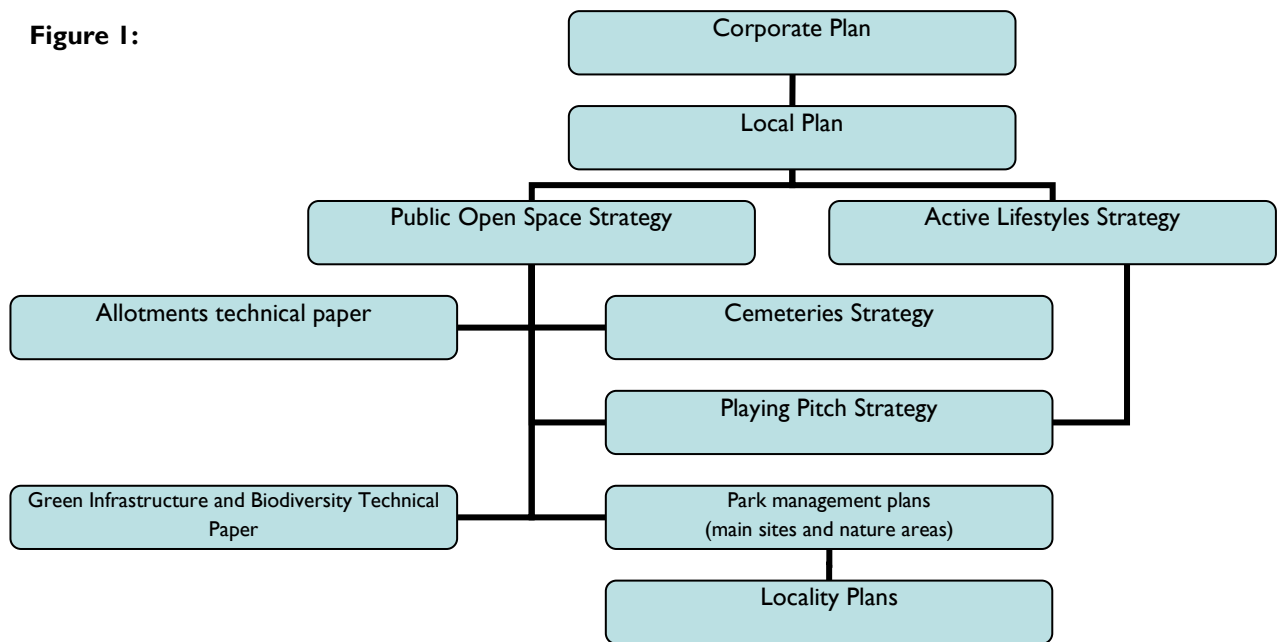 Figure 1:
Corporate Plan
Local Plan
Public Open Space Strategy
Active Lifestyles Strategy
Allotments technical paper
Cemeteries Strategy
Playing Pitch Strategy
Green Infrastructure and Biodiversity Technical
Paper
Park management plans
(main sites and nature areas)
Locality Plans